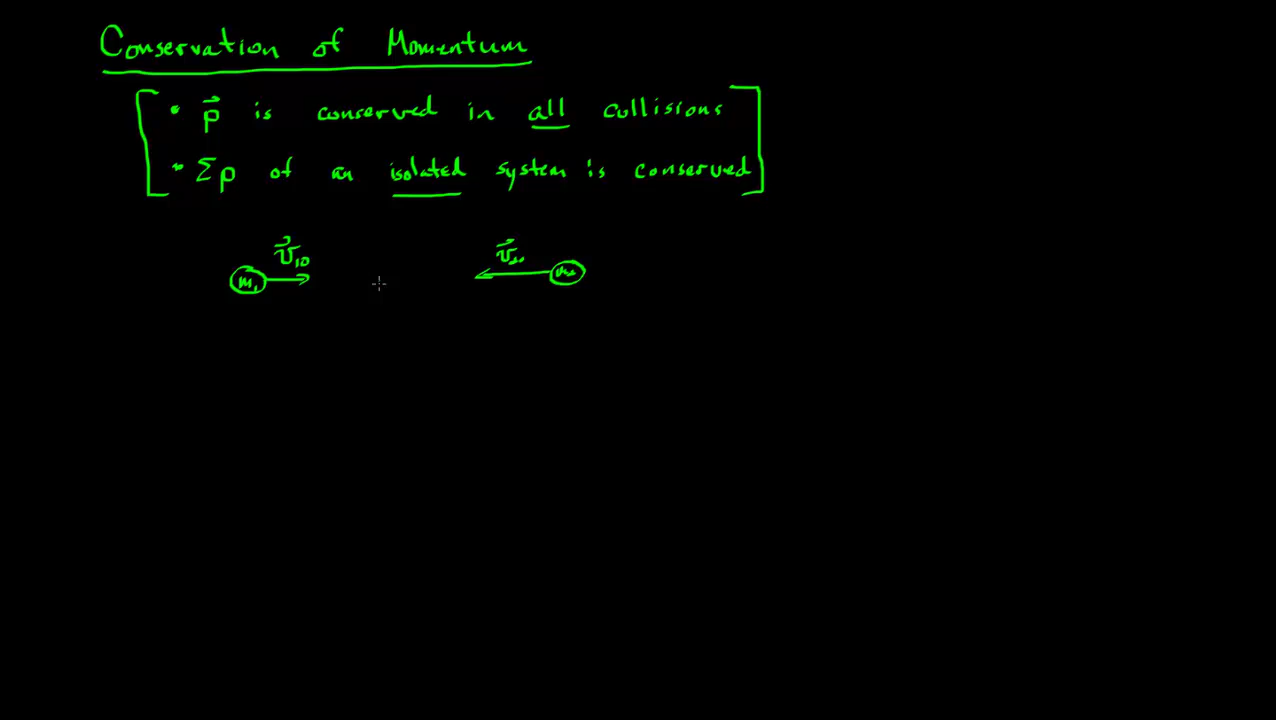 Conservation of Momentum
• p⃗ is conserved in all collisions
• Σp of an isolated system is conserved
v⃗₁₀ v⃗₂₀
m₁ m₂